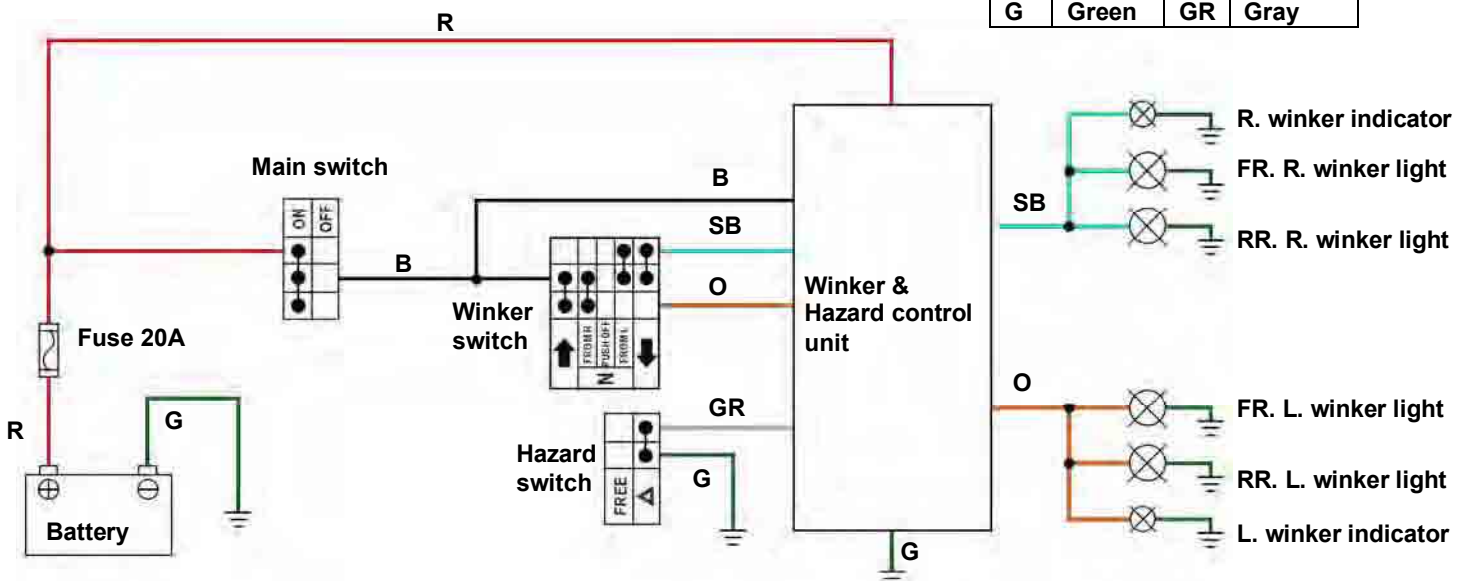 G Green GR Gray
R
R. winker indicator
Main switch
FR. R. winker light
B
ON OFF
SB
SB
RR. R. winker light
B
O
Winker
switch
Winker &
Hazard control
unit
Fuse 20A
FROM R
PUSH OFF
FROM L
N
O
GR
FR. L. winker light
R
G
Hazard
switch
G
FREE
RR. L. winker light
Battery
L. winker indicator
G